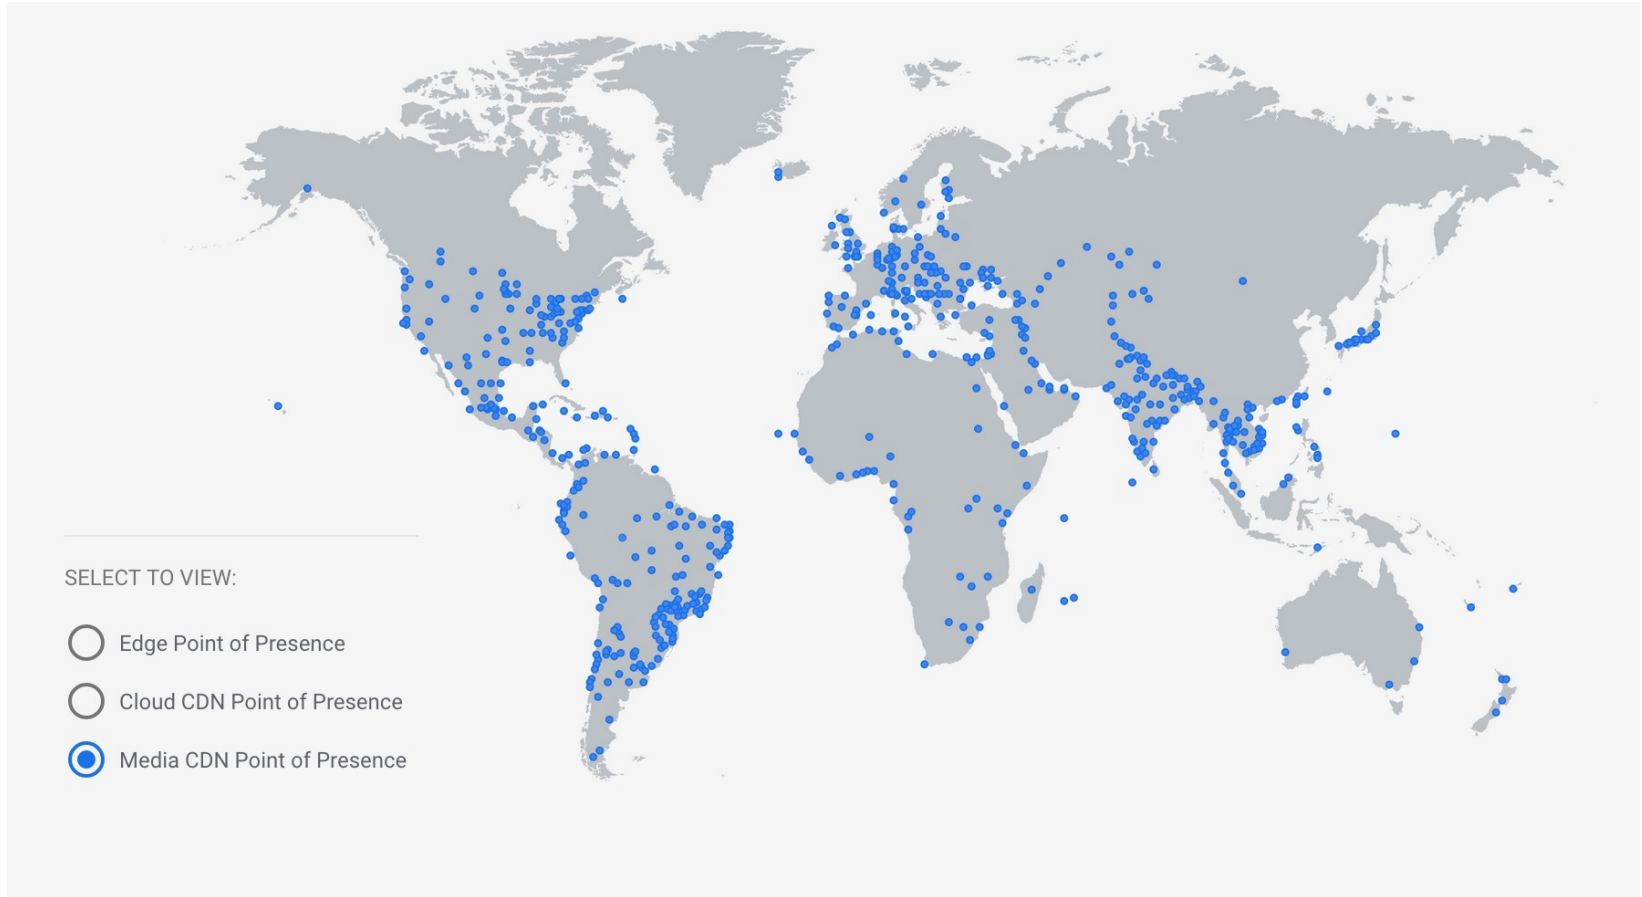 SELECT TO VIEW:
Edge Point of Presence
Cloud CDN Point of Presence
Media CDN Point of Presence